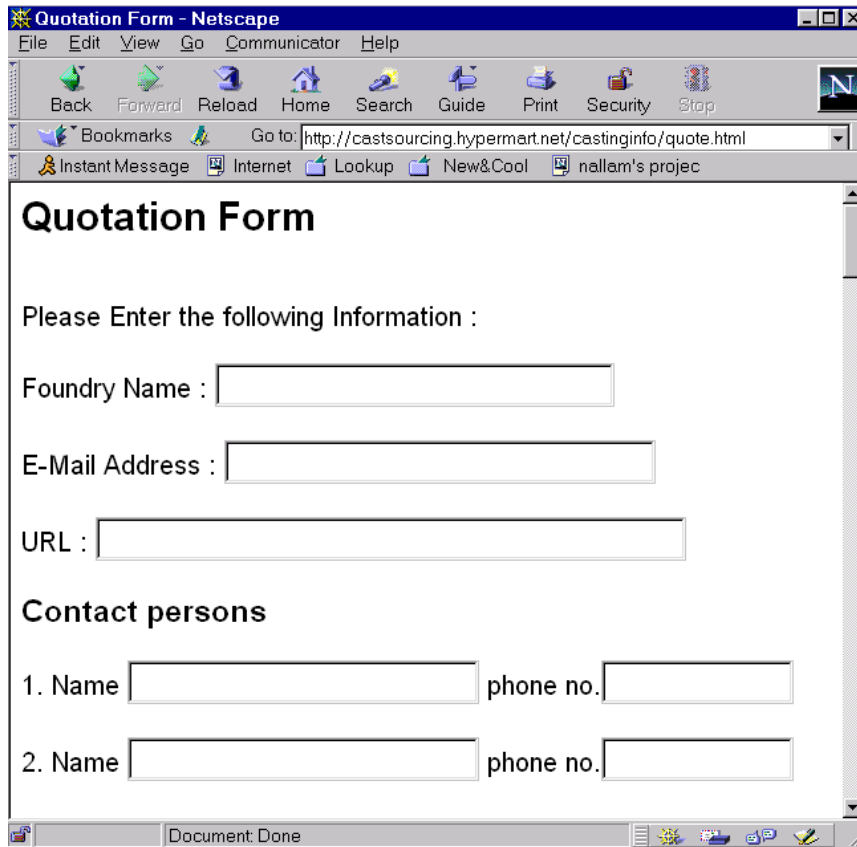 Quotation Form - Netscape
File Edit View Go Communicator Help
Back Forward Reload Home Search Guide Print Security Stop
N
Bookmarks Go to: http://castsourcing.hypermart.net/castinginfo/quote.html
Instant Message Internet Lookup New&Cool nallam's projec
Quotation Form
Please Enter the following Information :
Foundry Name :
E-Mail Address :
URL :
Contact persons
1. Name phone no.
2. Name phone no.
Document: Done